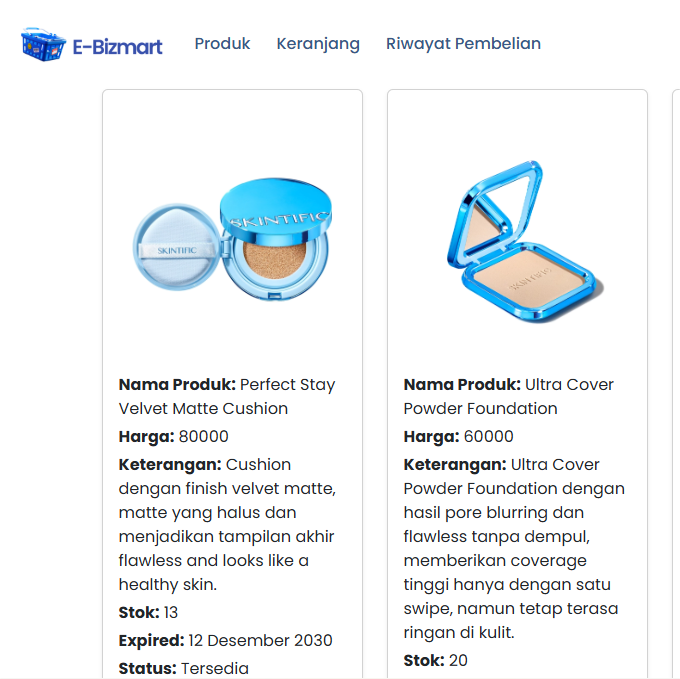 E-Bizmart Produk Keranjang Riwayat Pembelian
SKINTIFIC
SKINTIFIC
Nama Produk: Perfect Stay
Velvet Matte Cushion
Harga: 80000
Keterangan: Cushion
dengan finish velvet matte,
matte yang halus dan
menjadikan tampilan akhir
flawless and looks like a
healthy skin.
Stok: 13
Expired: 12 Desember 2030
Status: Tersedia
SKINTIFIC
Nama Produk: Ultra Cover
Powder Foundation
Harga: 60000
Keterangan: Ultra Cover
Powder Foundation dengan
hasil pore blurring dan
flawless tanpa dempul,
memberikan coverage
tinggi hanya dengan satu
swipe, namun tetap terasa
ringan di kulit.
Stok: 20